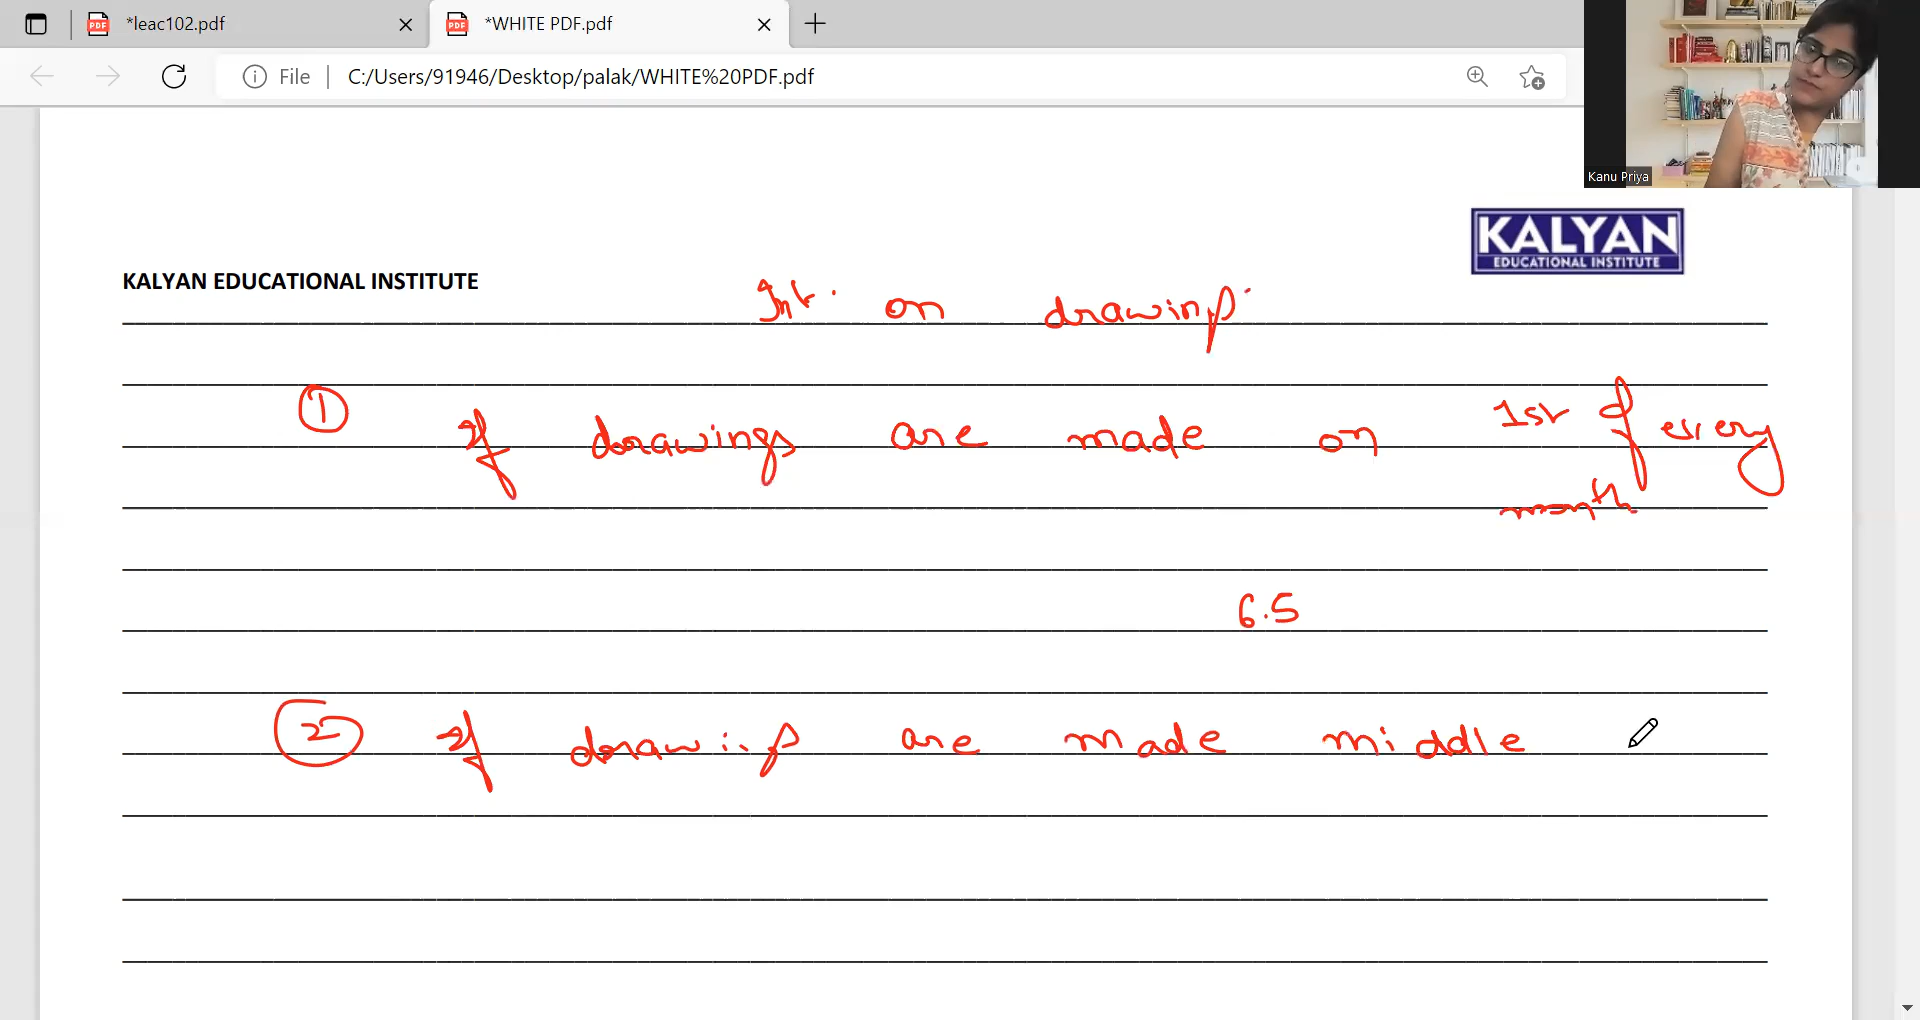 *leac102.pdf
*WHITE PDF.pdf
File
C:/Users/91946/Desktop/palak/WHITE%20PDF.pdf
Kanu Priya
KALYAN
EDUCATIONAL INSTITUTE
KALYAN EDUCATIONAL INSTITUTE
Int. on drawings
① If drawings are made on 1st of every
month
6.5
② If drawings are made middle